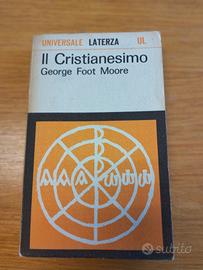 UNIVERSALE LATERZA UL
Il Cristianesimo
George Foot Moore
subito